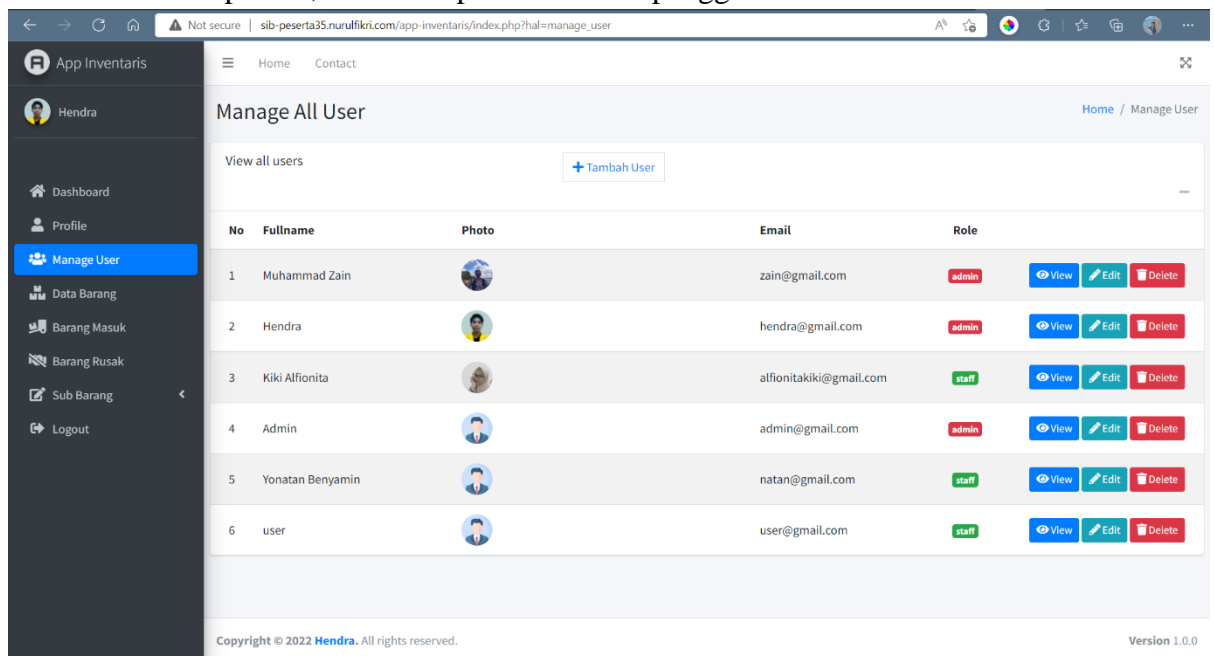 Not secure | sib-peserta35.nurulfikri.com/app-inventaris/index.php?hal=manage_user
App Inventaris
Home Contact
Hendra
Manage All User
Home / Manage User
View all users
Tambah User
Dashboard
Profile
Manage User
Data Barang
Barang Masuk
Barang Rusak
Sub Barang
Logout
No Fullname Photo Email Role
1 Muhammad Zain zain@gmail.com admin View Edit Delete
2 Hendra hendra@gmail.com admin View Edit Delete
3 Kiki Alfionita alfionitakiki@gmail.com staff View Edit Delete
4 Admin admin@gmail.com admin View Edit Delete
5 Yonatan Benyamin natan@gmail.com staff View Edit Delete
6 user user@gmail.com staff View Edit Delete
Copyright © 2022 Hendra. All rights reserved.
Version 1.0.0